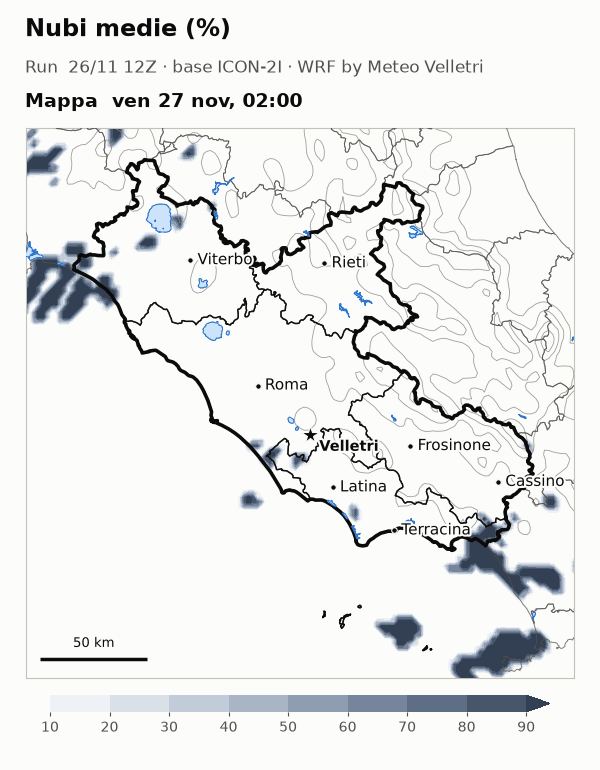 Nubi medie (%)
Run  26/11 12Z · base ICON-2I · WRF by Meteo Velletri
Mappa  ven 27 nov, 02:00
Viterbo
Rieti
Roma
Velletri
Frosinone
Cassino
Latina
Terracina
50 km
10 20 30 40 50 60 70 80 90